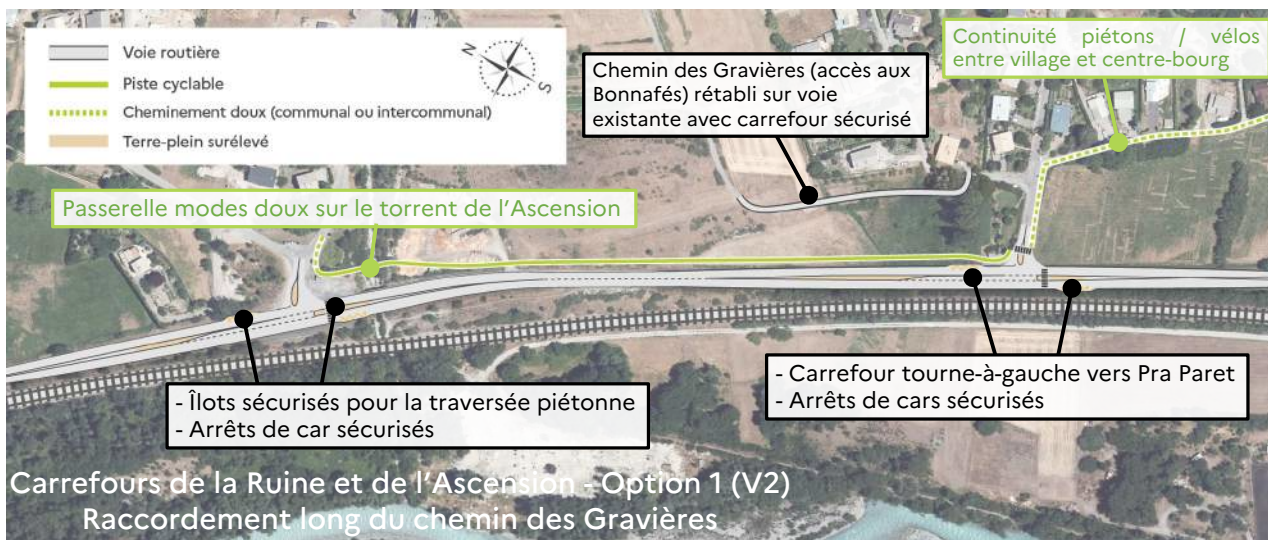 Voie routière
Piste cyclable
Cheminement doux (communal ou intercommunal)
Terre-plein surélevé
N
S
Chemin des Gravières (accès aux
Bonnafés) rétabli sur voie
existante avec carrefour sécurisé
Continuité piétons / vélos
entre village et centre-bourg
Passerelle modes doux sur le torrent de l'Ascension
- Îlots sécurisés pour la traversée piétonne
- Arrêts de car sécurisés
- Carrefour tourne-à-gauche vers Pra Paret
- Arrêts de cars sécurisés
Carrefours de la Ruine et de l'Ascension - Option 1 (V2)
Raccordement long du chemin des Gravières